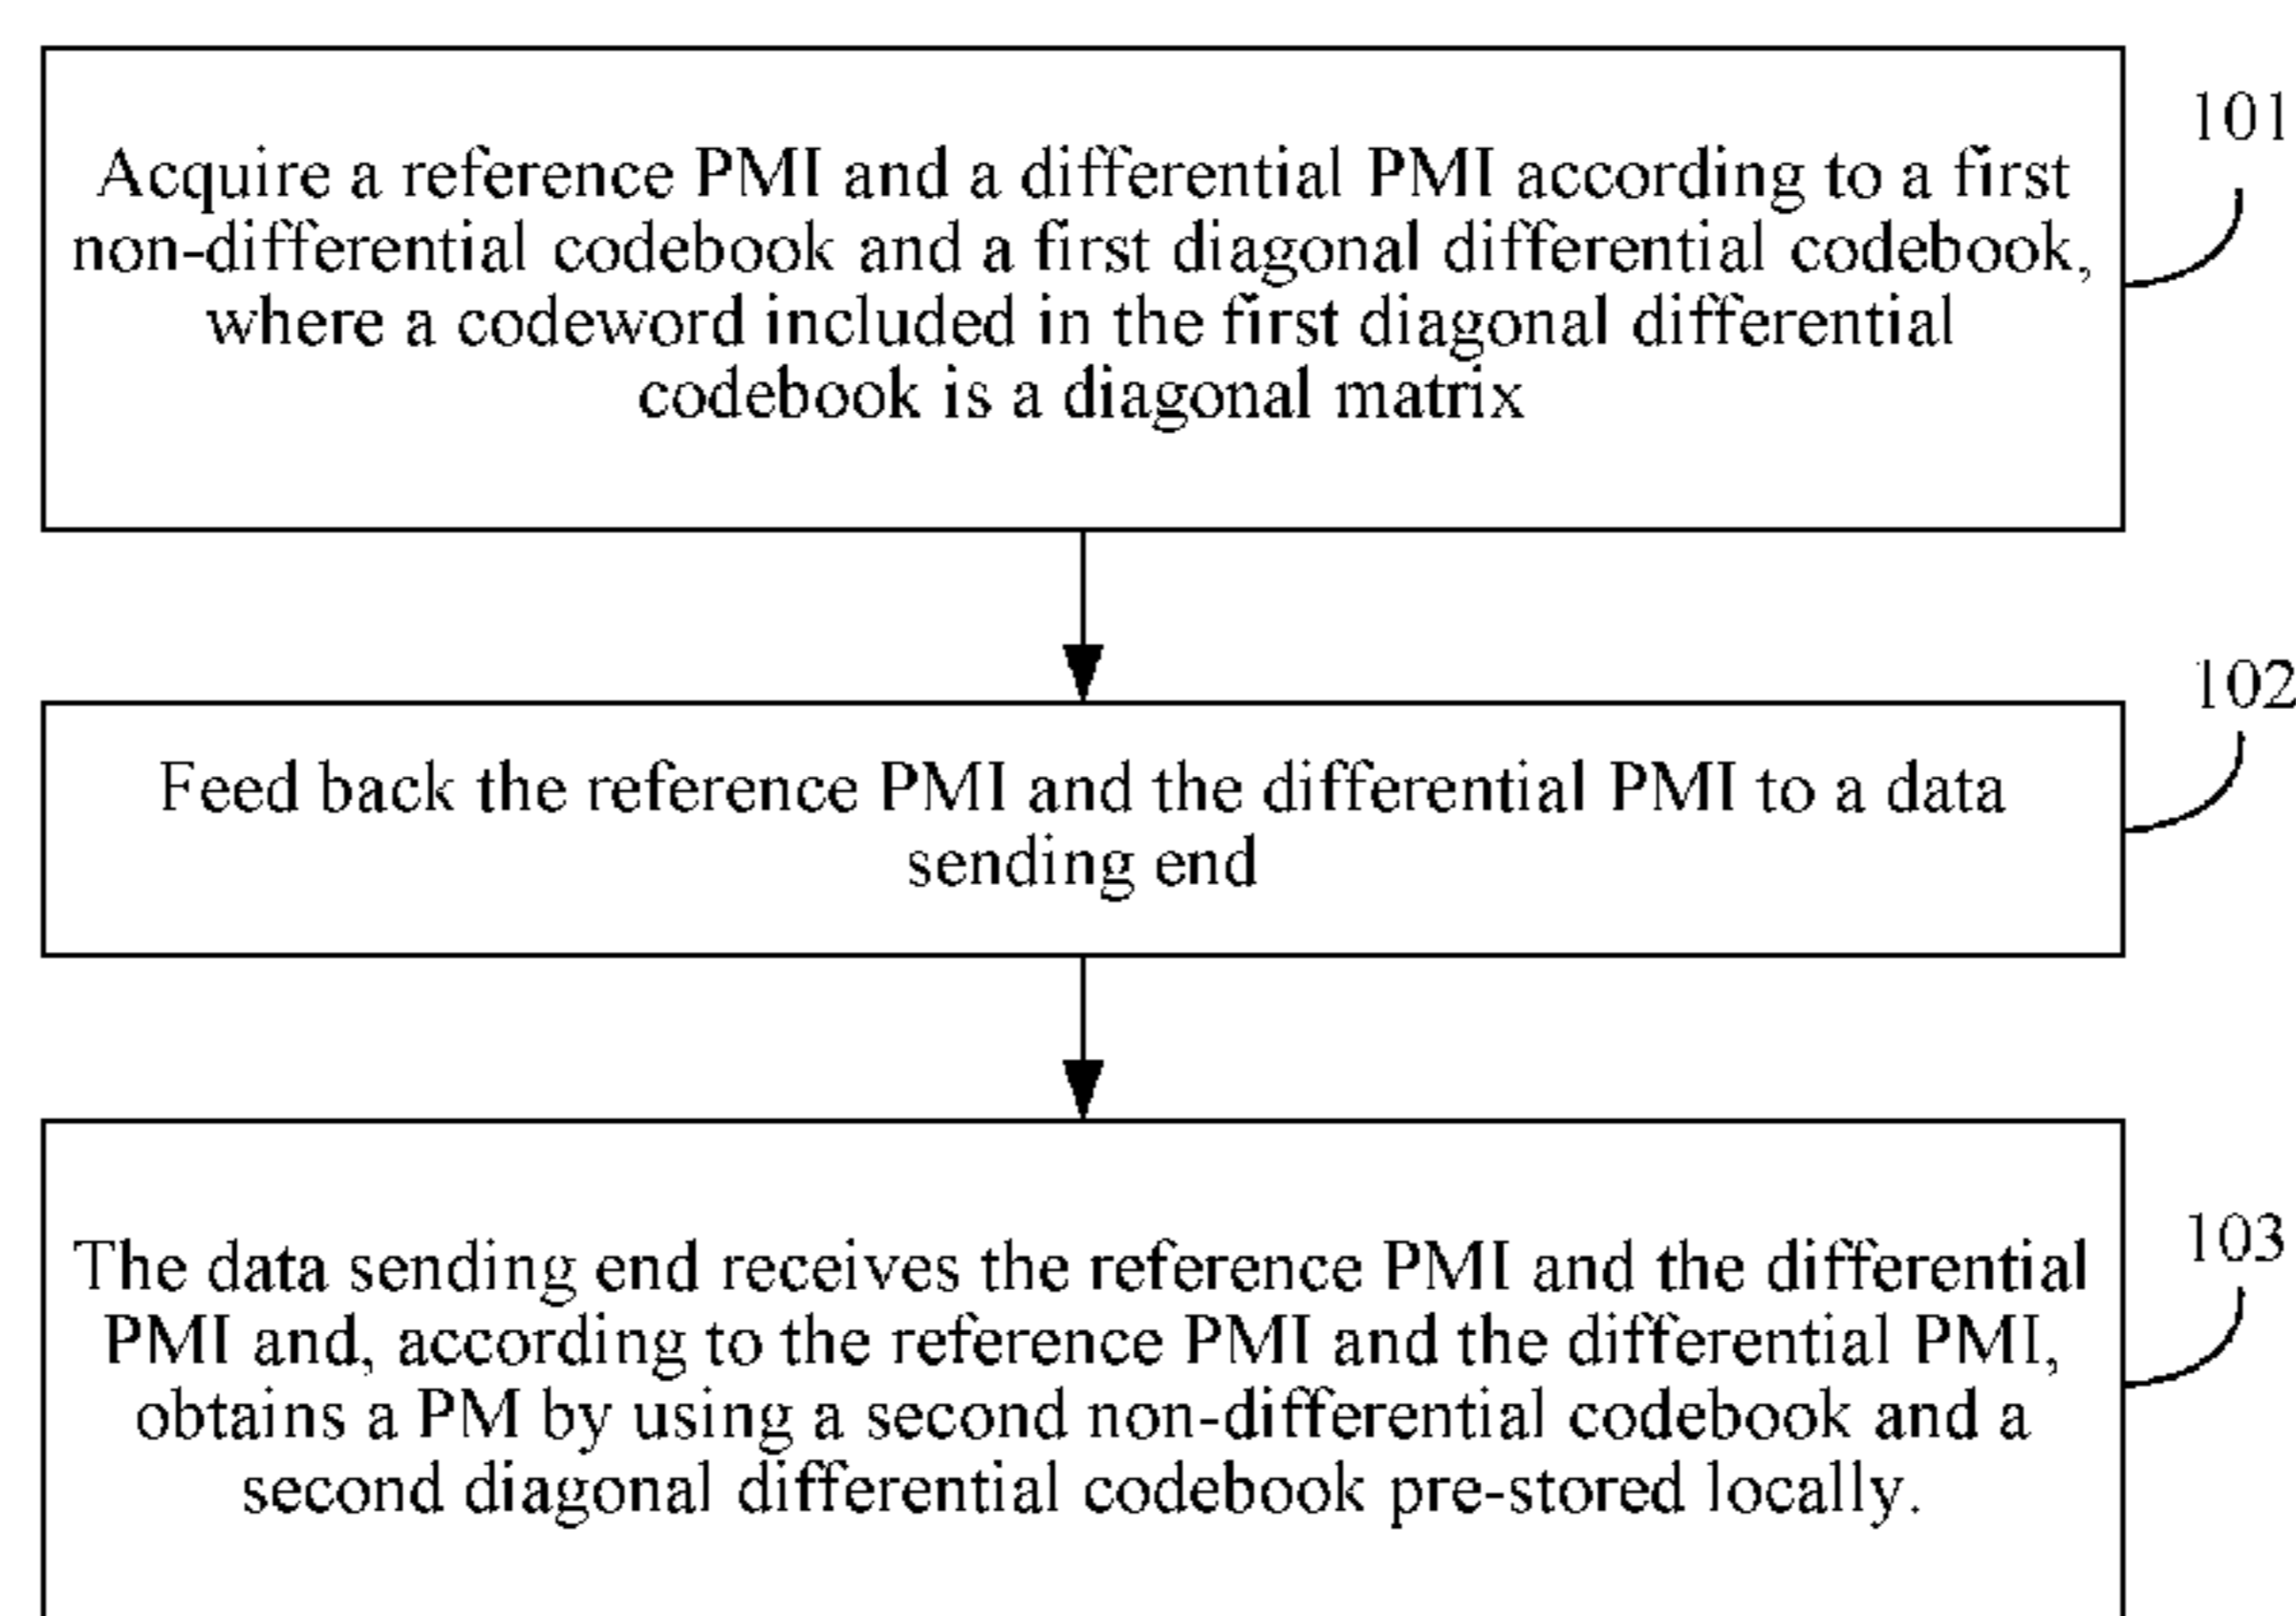 Acquire a reference PMI and a differential PMI according to a first
non-differential codebook and a first diagonal differential codebook,
where a codeword included in the first diagonal differential
codebook is a diagonal matrix
101
Feed back the reference PMI and the differential PMI to a data
sending end
102
The data sending end receives the reference PMI and the differential
PMI and, according to the reference PMI and the differential PMI,
obtains a PM by using a second non-differential codebook and a
second diagonal differential codebook pre-stored locally.
103